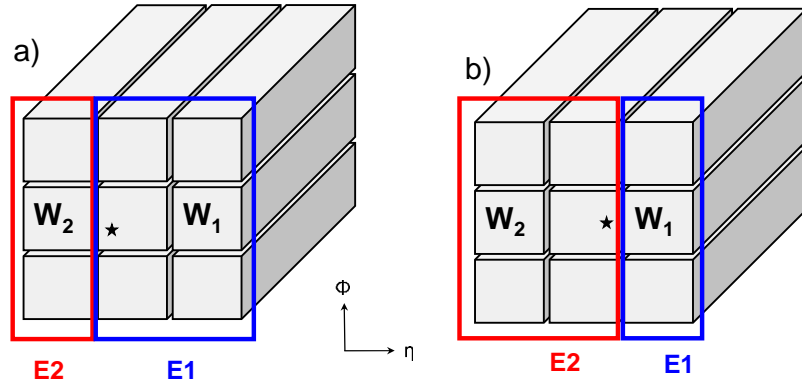 a)
W₂ ★ W₁
E2 E1
Φ
η
b)
W₂ ★ W₁
E2 E1